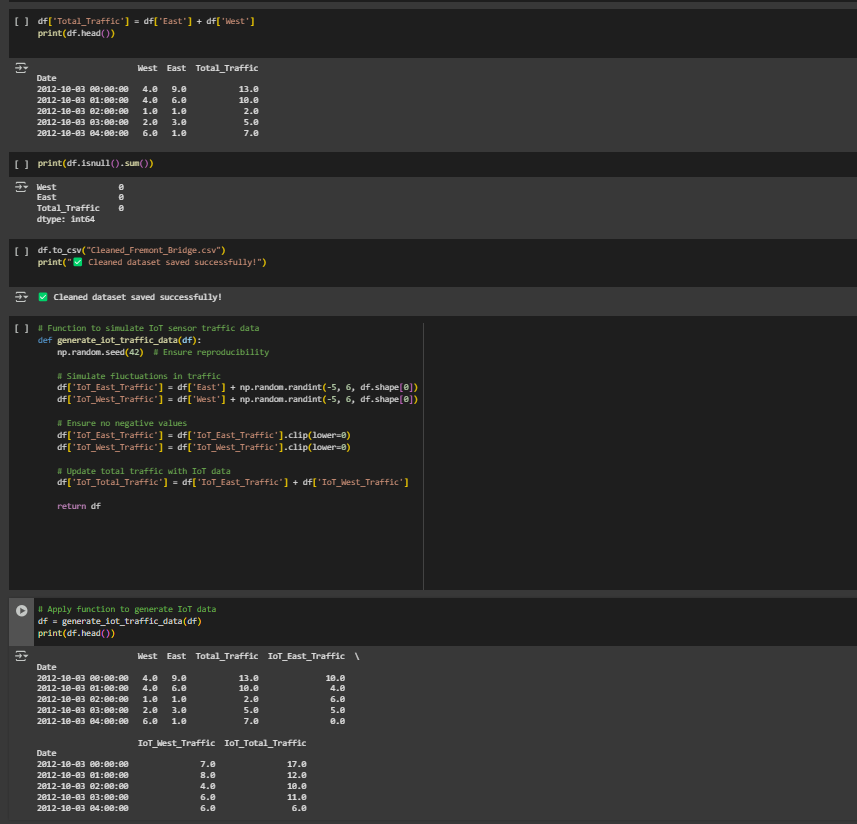 [ ] df['Total_Traffic'] = df['East'] + df['West']
print(df.head())
West East Total_Traffic
Date
2012-10-03 00:00:00 4.0 9.0 13.0
2012-10-03 01:00:00 4.0 6.0 10.0
2012-10-03 02:00:00 1.0 1.0 2.0
2012-10-03 03:00:00 2.0 3.0 5.0
2012-10-03 04:00:00 6.0 1.0 7.0
[ ] print(df.isnull().sum())
West 0
East 0
Total_Traffic 0
dtype: int64
[ ] df.to_csv("Cleaned_Fremont_Bridge.csv")
print("✅ Cleaned dataset saved successfully!")
✅ Cleaned dataset saved successfully!
[ ] # Function to simulate IoT sensor traffic data
def generate_iot_traffic_data(df):
np.random.seed(42) # Ensure reproducibility
# Simulate fluctuations in traffic
df['IoT_East_Traffic'] = df['East'] + np.random.randint(-5, 6, df.shape[0])
df['IoT_West_Traffic'] = df['West'] + np.random.randint(-5, 6, df.shape[0])
# Ensure no negative values
df['IoT_East_Traffic'] = df['IoT_East_Traffic'].clip(lower=0)
df['IoT_West_Traffic'] = df['IoT_West_Traffic'].clip(lower=0)
# Update total traffic with IoT data
df['IoT_Total_Traffic'] = df['IoT_East_Traffic'] + df['IoT_West_Traffic']
return df
# Apply function to generate IoT data
df = generate_iot_traffic_data(df)
print(df.head())
West East Total_Traffic IoT_East_Traffic \
Date
2012-10-03 00:00:00 4.0 9.0 13.0 10.0
2012-10-03 01:00:00 4.0 6.0 10.0 4.0
2012-10-03 02:00:00 1.0 1.0 2.0 6.0
2012-10-03 03:00:00 2.0 3.0 5.0 5.0
2012-10-03 04:00:00 6.0 1.0 7.0 0.0
IoT_West_Traffic IoT_Total_Traffic
Date
2012-10-03 00:00:00 7.0 17.0
2012-10-03 01:00:00 8.0 12.0
2012-10-03 02:00:00 4.0 10.0
2012-10-03 03:00:00 6.0 11.0
2012-10-03 04:00:00 6.0 6.0